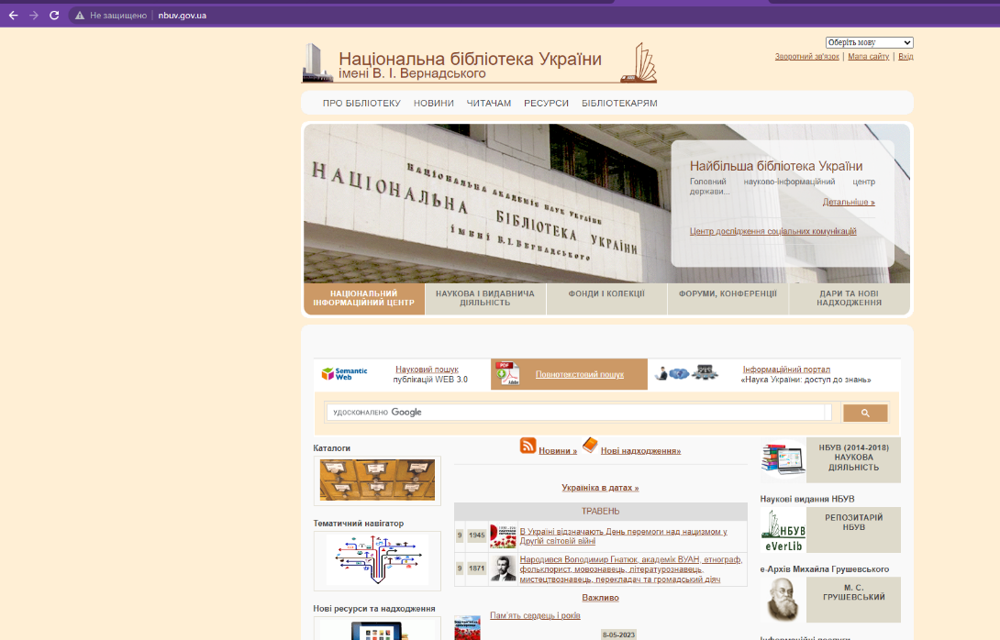 Не защищено
nbuv.gov.ua
Оберіть мову
Зворотний зв'язок | Мапа сайту | Вхід
Національна бібліотека України
імені В. І. Вернадського
ПРО БІБЛІОТЕКУ НОВИНИ ЧИТАЧАМ РЕСУРСИ БІБЛІОТЕКАРЯМ
НАЦІОНАЛЬНА АКАДЕМІЯ НАУК УКРАЇНИ
НАЦІОНАЛЬНА БІБЛІОТЕКА УКРАЇНИ
імені В.І.Вернадського
Найбільша бібліотека України
Головний науково-інформаційний центр
держави...
Детальніше »
Центр дослідження соціальних комунікацій
НАЦІОНАЛЬНИЙ
ІНФОРМАЦІЙНИЙ ЦЕНТР
НАУКОВА І ВИДАВНИЧА
ДІЯЛЬНІСТЬ
ФОНДИ І КОЛЕКЦІЇ
ФОРУМИ, КОНФЕРЕНЦІЇ
ДАРИ ТА НОВІ
НАДХОДЖЕННЯ
Semantic
Web
Науковий пошук
публікацій WEB 3.0
PDF
Adobe
Повнотекстовий пошук
Інформаційний портал
«Наука України: доступ до знань»
УДОСКОНАЛЕНО Google
Каталоги
Тематичний навігатор
Нові ресурси та надходження
Новини » Нові надходження»
Україніка в датах »
ТРАВЕНЬ
9 1945 В Україні відзначають День перемоги над нацизмом у
Другій світовій війні
9 1871 Народився Володимир Гнатюк, академік ВУАН, етнограф,
фольклорист, мовознавець, літературознавець,
мистецтвознавець, перекладач та громадський діяч
Важливо
Пам`ять сердець і років
8-05-2023
НБУВ (2014-2018)
НАУКОВА
ДІЯЛЬНІСТЬ
Наукові видання НБУВ
НБУВ
eVerLib
РЕПОЗИТАРІЙ
НБУВ
е-Архів Михайла Грушевського
М. С.
ГРУШЕВСЬКИЙ
Інформаційні послуги